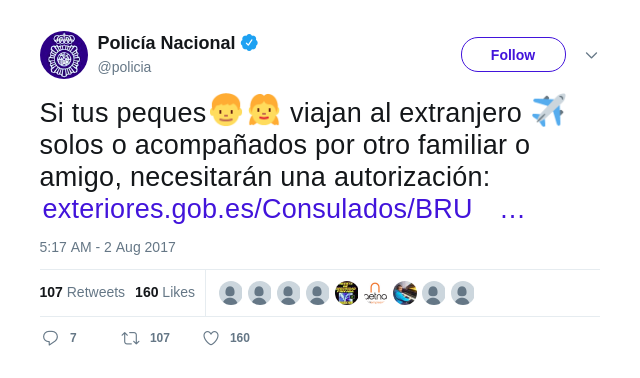 Policía Nacional
@policia
Follow
Si tus peques👦👧 viajan al extranjero ✈️
solos o acompañados por otro familiar o
amigo, necesitarán una autorización:
exteriores.gob.es/Consulados/BRU …
5:17 AM - 2 Aug 2017
107 Retweets 160 Likes
aetna
7 107 160